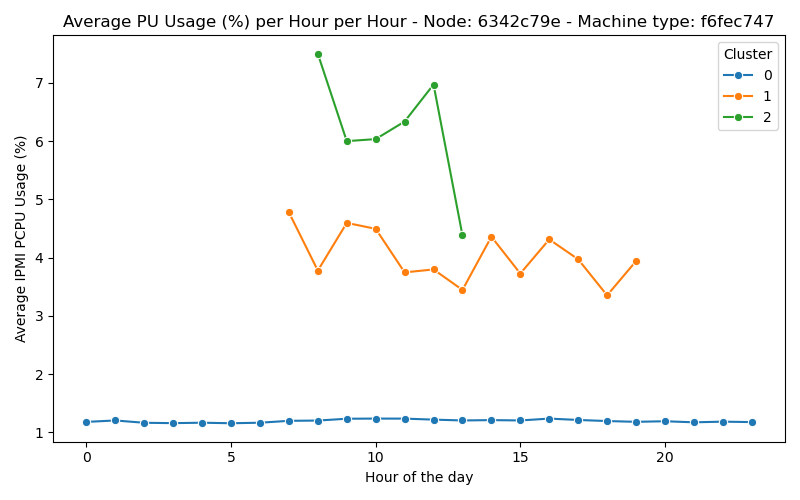 Average PU Usage (%) per Hour per Hour - Node: 6342c79e - Machine type: f6fec747
Cluster
0
1
2
7
6
5
4
3
2
1
Average IPMI PCPU Usage (%)
0 5 10 15 20
Hour of the day